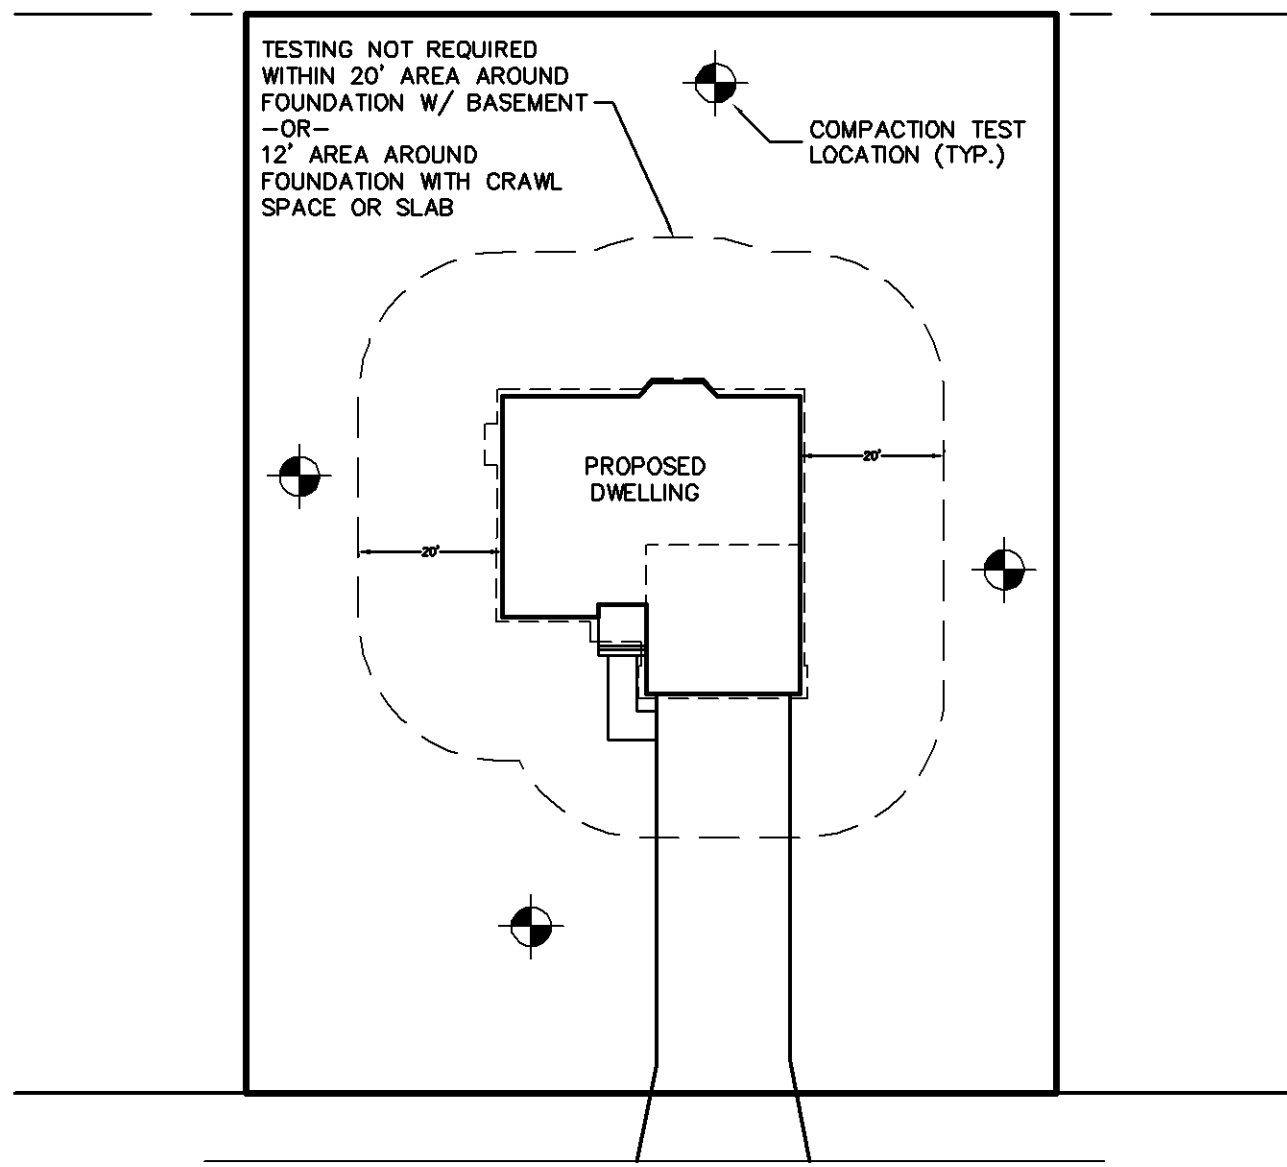 TESTING NOT REQUIRED
WITHIN 20' AREA AROUND
FOUNDATION W/ BASEMENT
-OR-
12' AREA AROUND
FOUNDATION WITH CRAWL
SPACE OR SLAB
COMPACTION TEST
LOCATION (TYP.)
PROPOSED
DWELLING
20'
20'